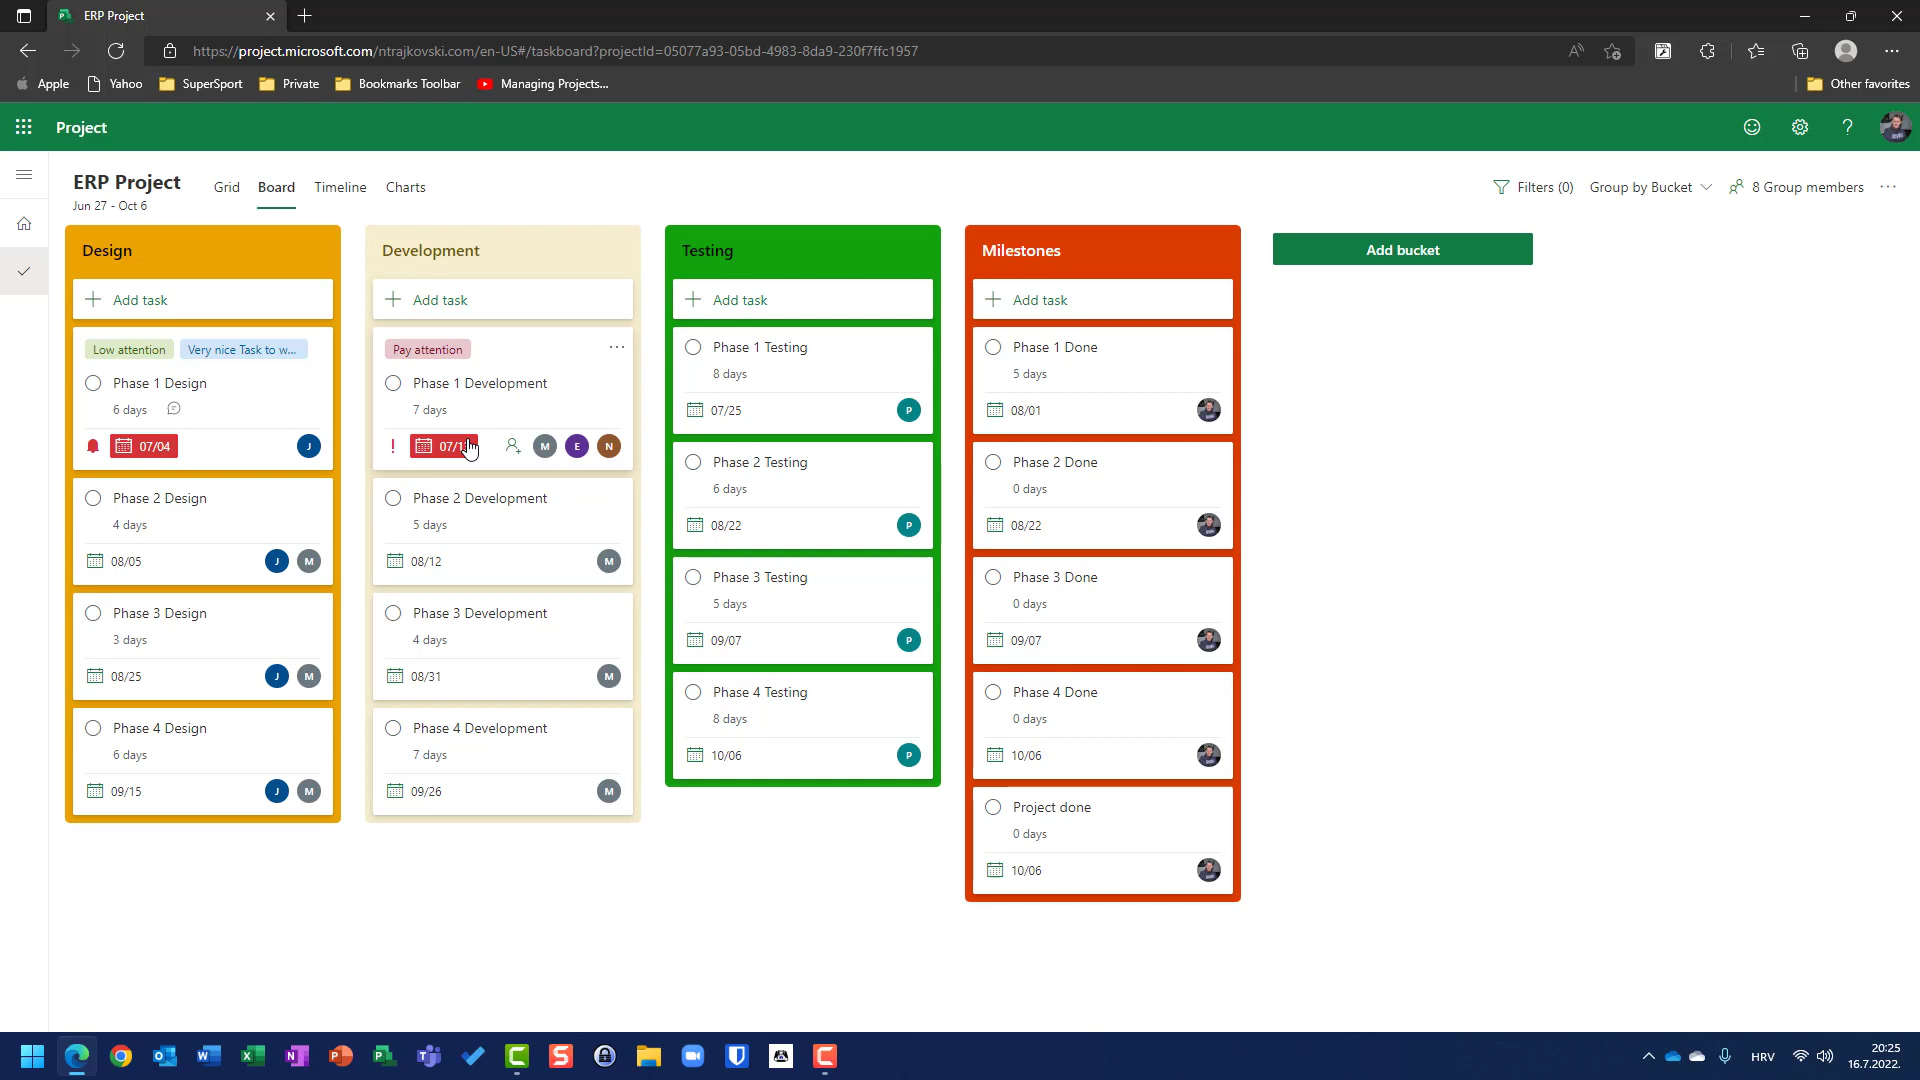 ERP Project
https://project.microsoft.com/ntrajkovski.com/en-US#/taskboard?projectId=05077a93-05bd-4983-8da9-230f7ffc1957
Apple Yahoo SuperSport Private Bookmarks Toolbar Managing Projects... Other favorites
Project
ERP Project Grid Board Timeline Charts Filters (0) Group by Bucket 8 Group members
Jun 27 - Oct 6
Design
Add task
Low attention Very nice Task to w...
Phase 1 Design
6 days
07/04 J
Phase 2 Design
4 days
08/05 J M
Phase 3 Design
3 days
08/25 J M
Phase 4 Design
6 days
09/15 J M
Development
Add task
Pay attention
Phase 1 Development
7 days
M E N
Phase 2 Development
5 days
08/12 M
Phase 3 Development
4 days
08/31 M
Phase 4 Development
7 days
09/26 M
Testing
Add task
Phase 1 Testing
8 days
07/25 P
Phase 2 Testing
6 days
08/22 P
Phase 3 Testing
5 days
09/07 P
Phase 4 Testing
8 days
10/06 P
Milestones
Add task
Phase 1 Done
5 days
08/01
Phase 2 Done
0 days
08/22
Phase 3 Done
0 days
09/07
Phase 4 Done
0 days
10/06
Project done
0 days
10/06
Add bucket
HRV
20:25
16.7.2022.